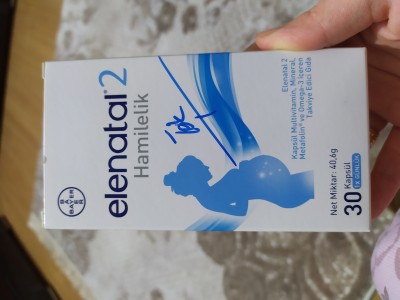 elenatal® 2
Hamilelik
Elenatal 2
Kapsül Multivitamin, Mineral,
Metafolin® ve Omega-3 İçeren
Takviye Edici Gıda
Net Miktar: 40,6g
30 Kapsül
BAYER
BAYER